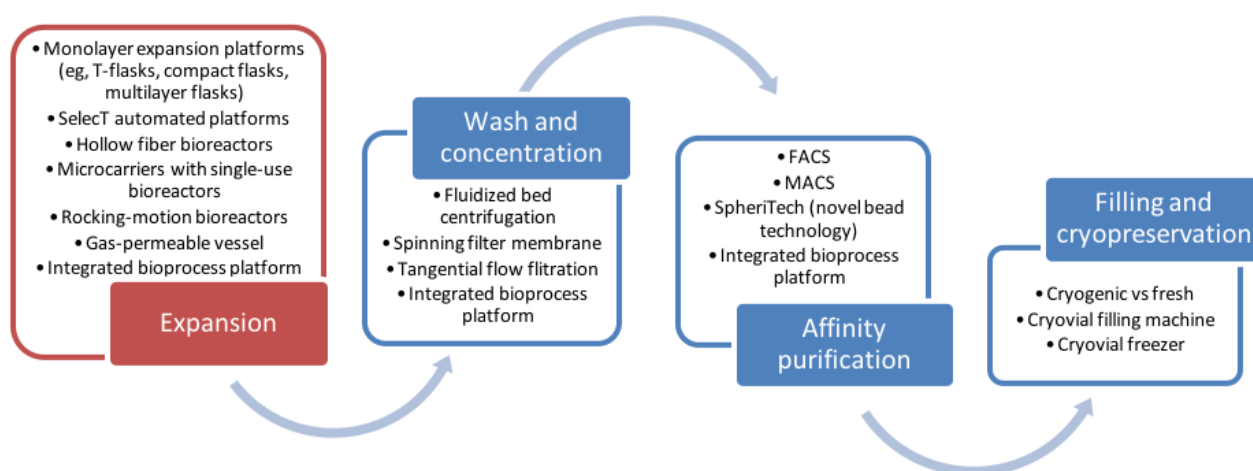 • Monolayer expansion platforms
(eg, T-flasks, compact flasks,
multilayer flasks)
• SelecT automated platforms
• Hollow fiber bioreactors
• Microcarriers with single-use
bioreactors
• Rocking-motion bioreactors
• Gas-permeable vessel
• Integrated bioprocess platform
Expansion
Wash and
concentration
• Fluidized bed
centrifugation
• Spinning filter membrane
• Tangential flow flitration
• Integrated bioprocess
platform
• FACS
• MACS
• SpheriTech (novel bead
technology)
• Integrated bioprocess
platform
Affinity
purification
Filling and
cryopreservation
• Cryogenic vs fresh
• Cryovial filling machine
• Cryovial freezer